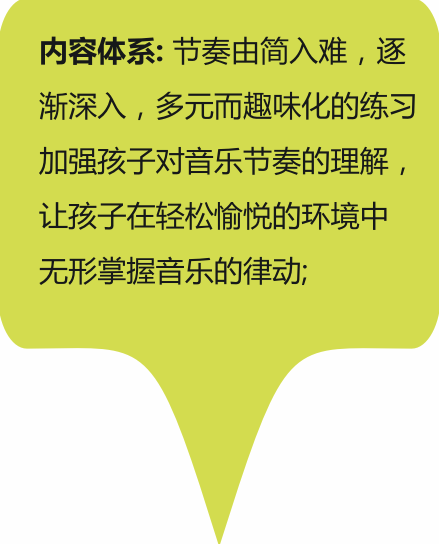 内容体系: 节奏由简入难，逐
渐深入，多元而趣味化的练习
加强孩子对音乐节奏的理解，
让孩子在轻松愉悦的环境中
无形掌握音乐的律动;